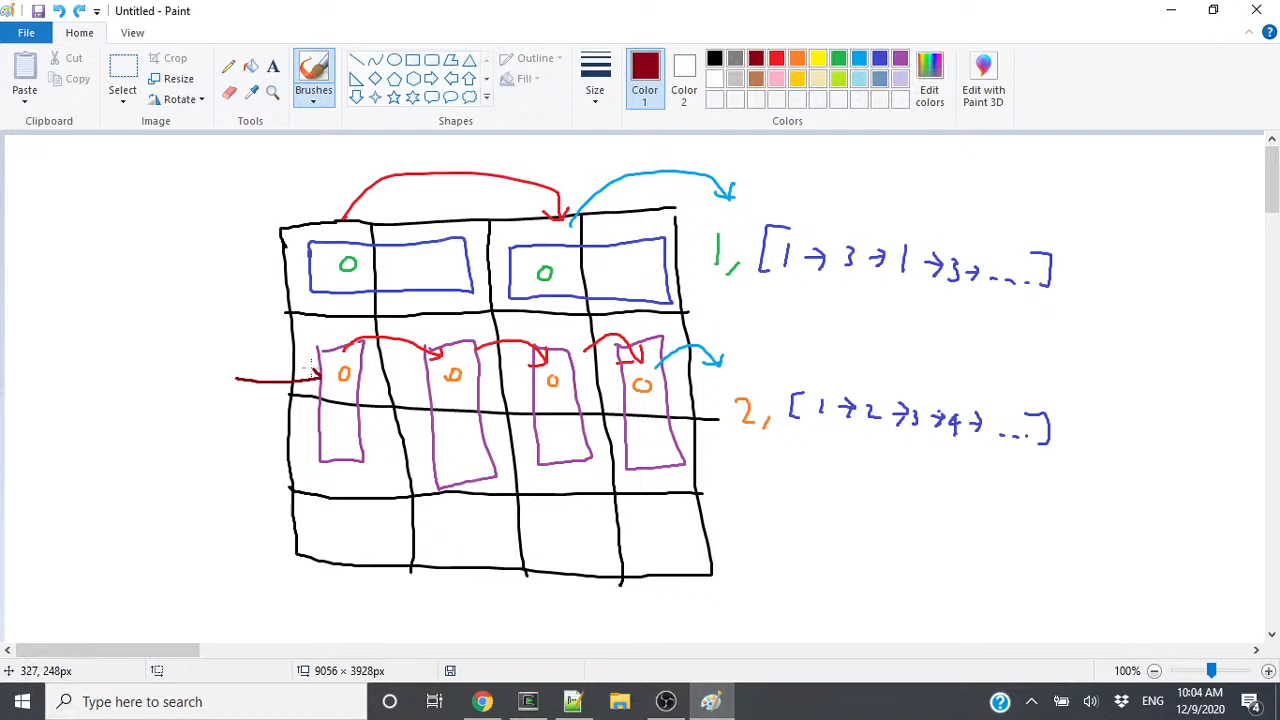 Untitled - Paint
File Home View
Paste
Cut
Copy
Clipboard
Select
Crop
Resize
Rotate
Image
Tools
A
Brushes
Shapes
Outline
Fill
Size
Color 1
Color 2
Edit colors
Edit with Paint 3D
Colors
0 0 1, [1 → 3 → 1 → 3 → ....]
0 0 0 0 2, [1 → 2 → 3 → 4 → ...]
327, 248px
9056 × 3928px
100%
Type here to search
ENG
10:04 AM
12/9/2020
4